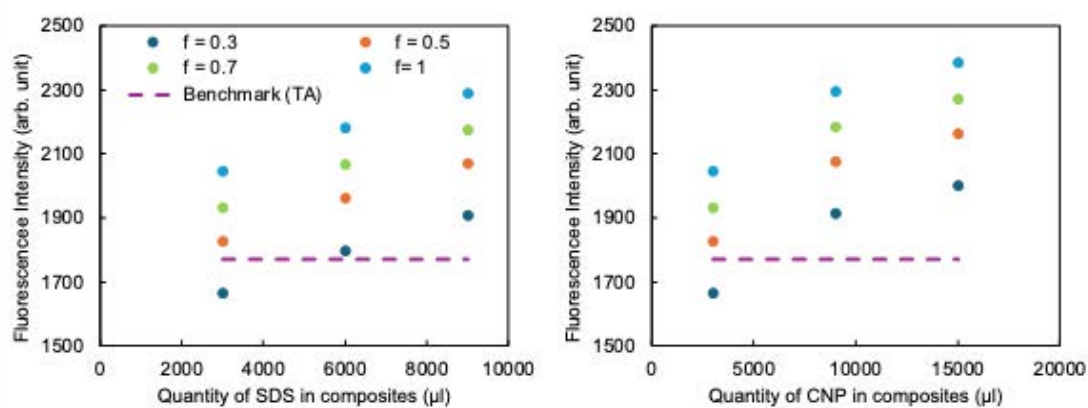 2500
2300
2100
1900
1700
1500
Fluorescencee Intensity (arb. unit)
f = 0.3
f = 0.5
f = 0.7
f= 1
Benchmark (TA)
0
2000
4000
6000
8000
10000
Quantity of SDS in composites (µl)
2500
2300
2100
1900
1700
1500
Fluorescencee Intensity (arb. unit)
0
5000
10000
15000
20000
Quantity of CNP in composites (µl)